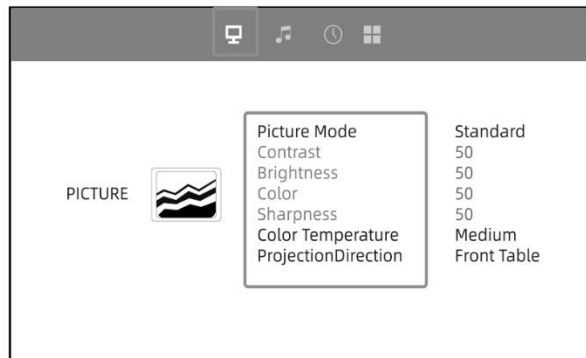 PICTURE
Picture Mode Standard
Contrast 50
Brightness 50
Color 50
Sharpness 50
Color Temperature Medium
ProjectionDirection Front Table